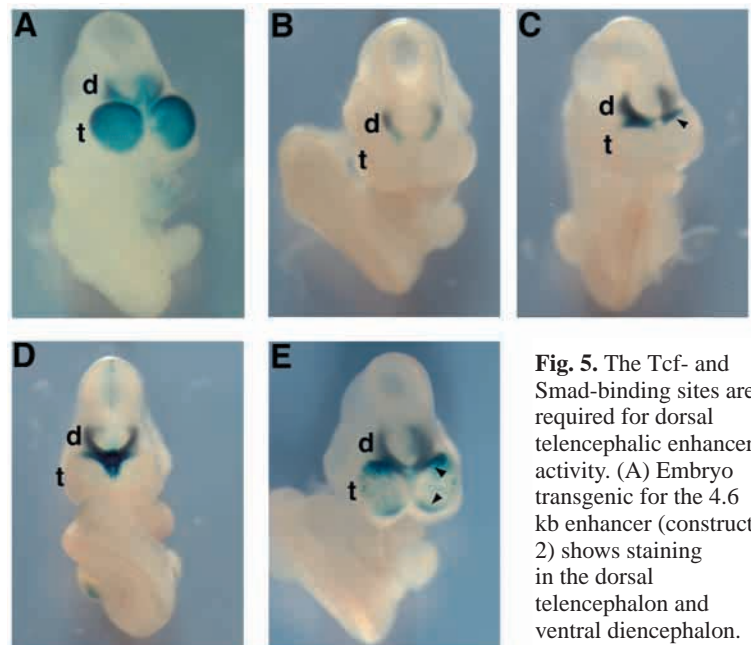 A
B
C
d
t
d
t
d
t
D
E
d
t
d
t
Fig. 5. The Tcf- and
Smad-binding sites are
required for dorsal
telencephalic enhancer
activity. (A) Embryo
transgenic for the 4.6
kb enhancer (construct
2) shows staining
in the dorsal
telencephalon and
ventral diencephalon.